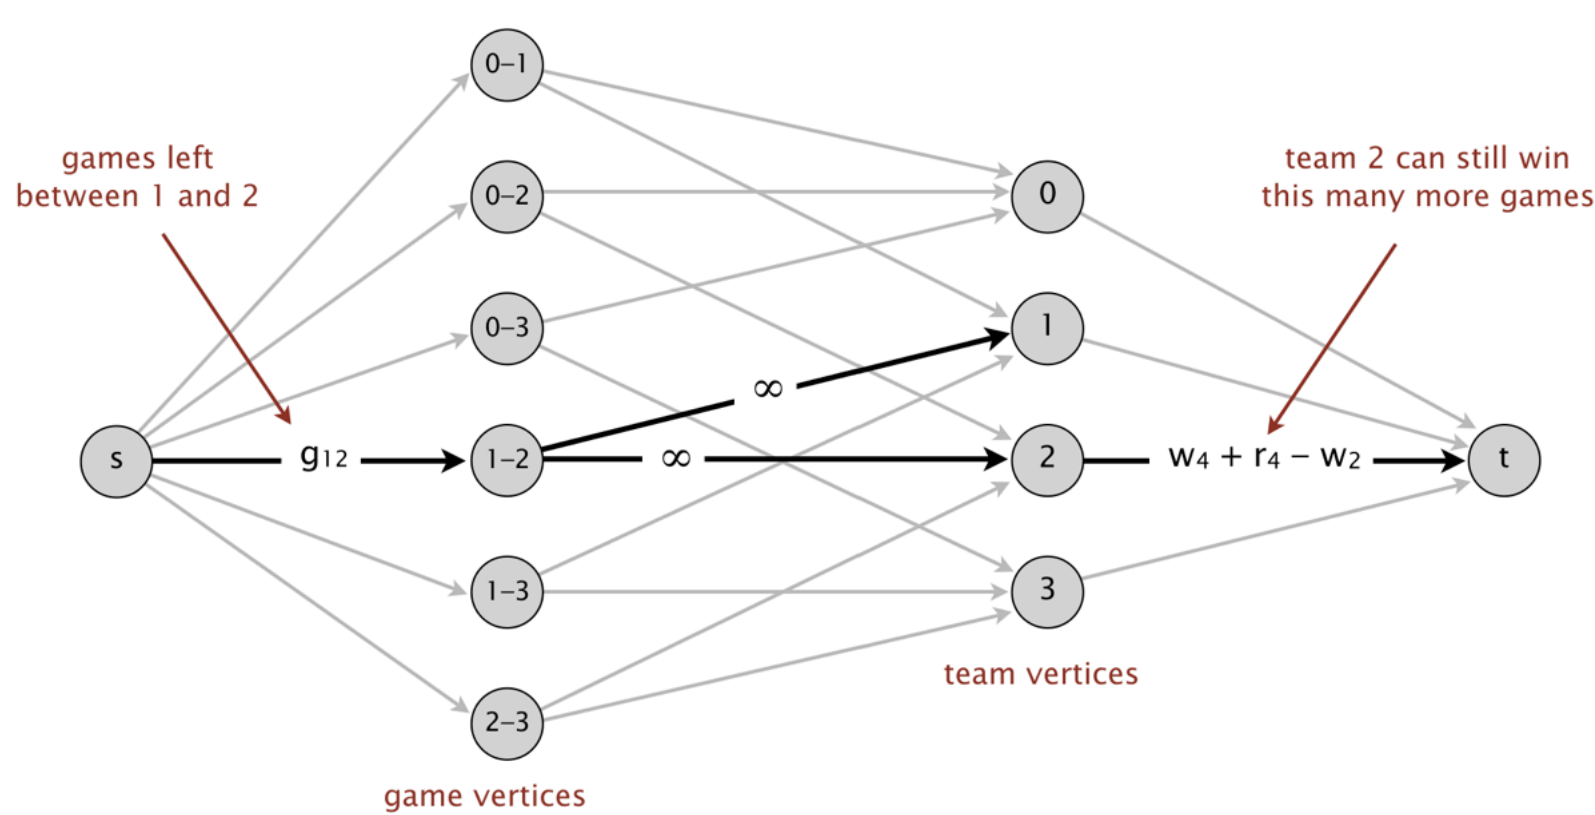 0–1
games left
between 1 and 2
team 2 can still win
this many more games
0–2
0
0–3
1
∞
s
g12
1–2
∞
2
w4 + r4 − w2
t
1–3
3
team vertices
2–3
game vertices